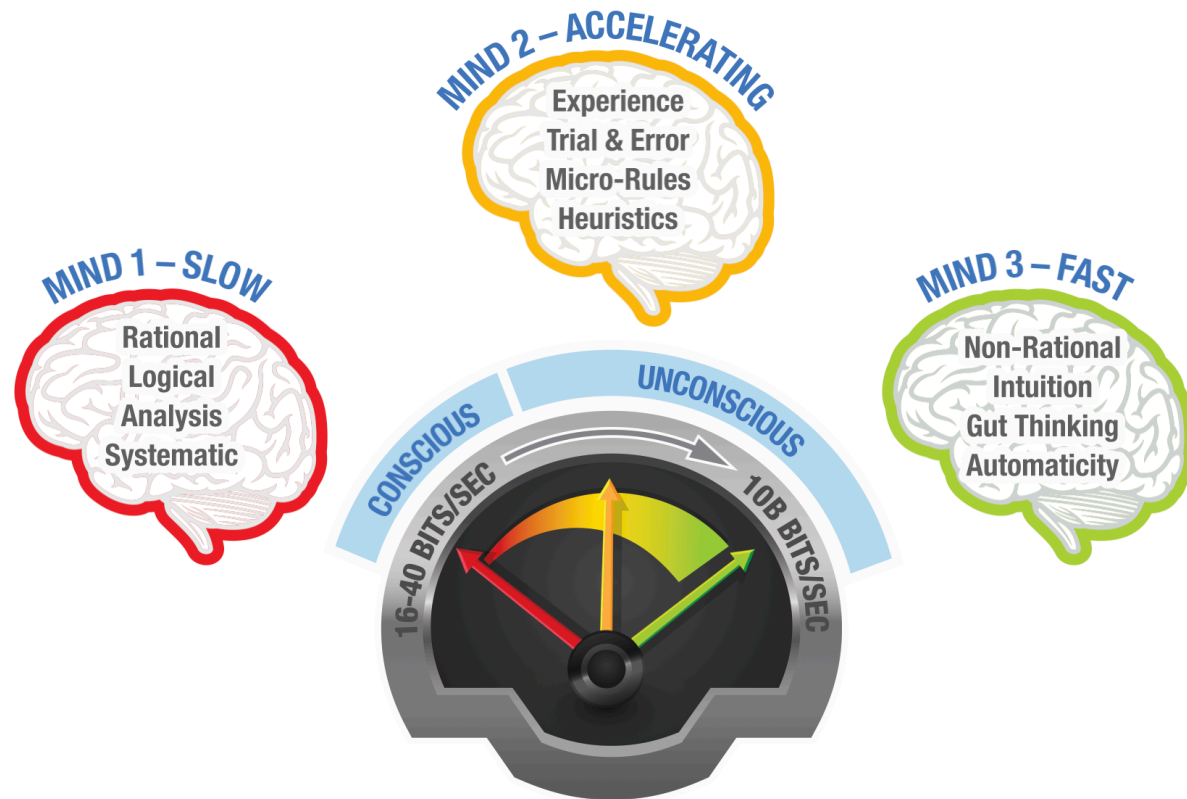 MIND 1 – SLOW
Rational
Logical
Analysis
Systematic
MIND 2 – ACCELERATING
Experience
Trial & Error
Micro-Rules
Heuristics
MIND 3 – FAST
Non-Rational
Intuition
Gut Thinking
Automaticity
CONSCIOUS
UNCONSCIOUS
16-40 BITS/SEC
10B BITS/SEC